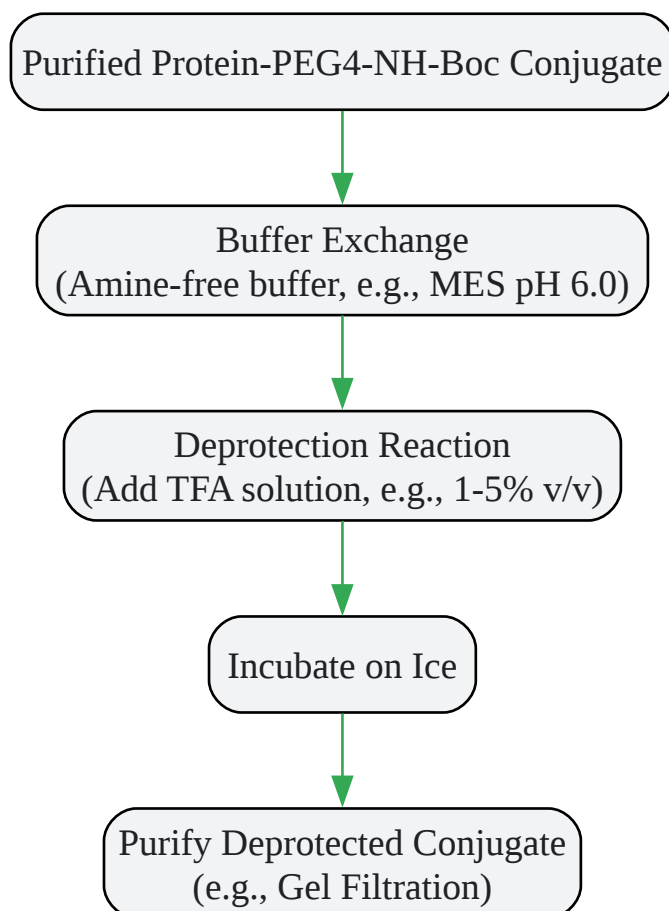 Purified Protein-PEG4-NH-Boc Conjugate
Buffer Exchange
(Amine-free buffer, e.g., MES pH 6.0)
Deprotection Reaction
(Add TFA solution, e.g., 1-5% v/v)
Incubate on Ice
Purify Deprotected Conjugate
(e.g., Gel Filtration)